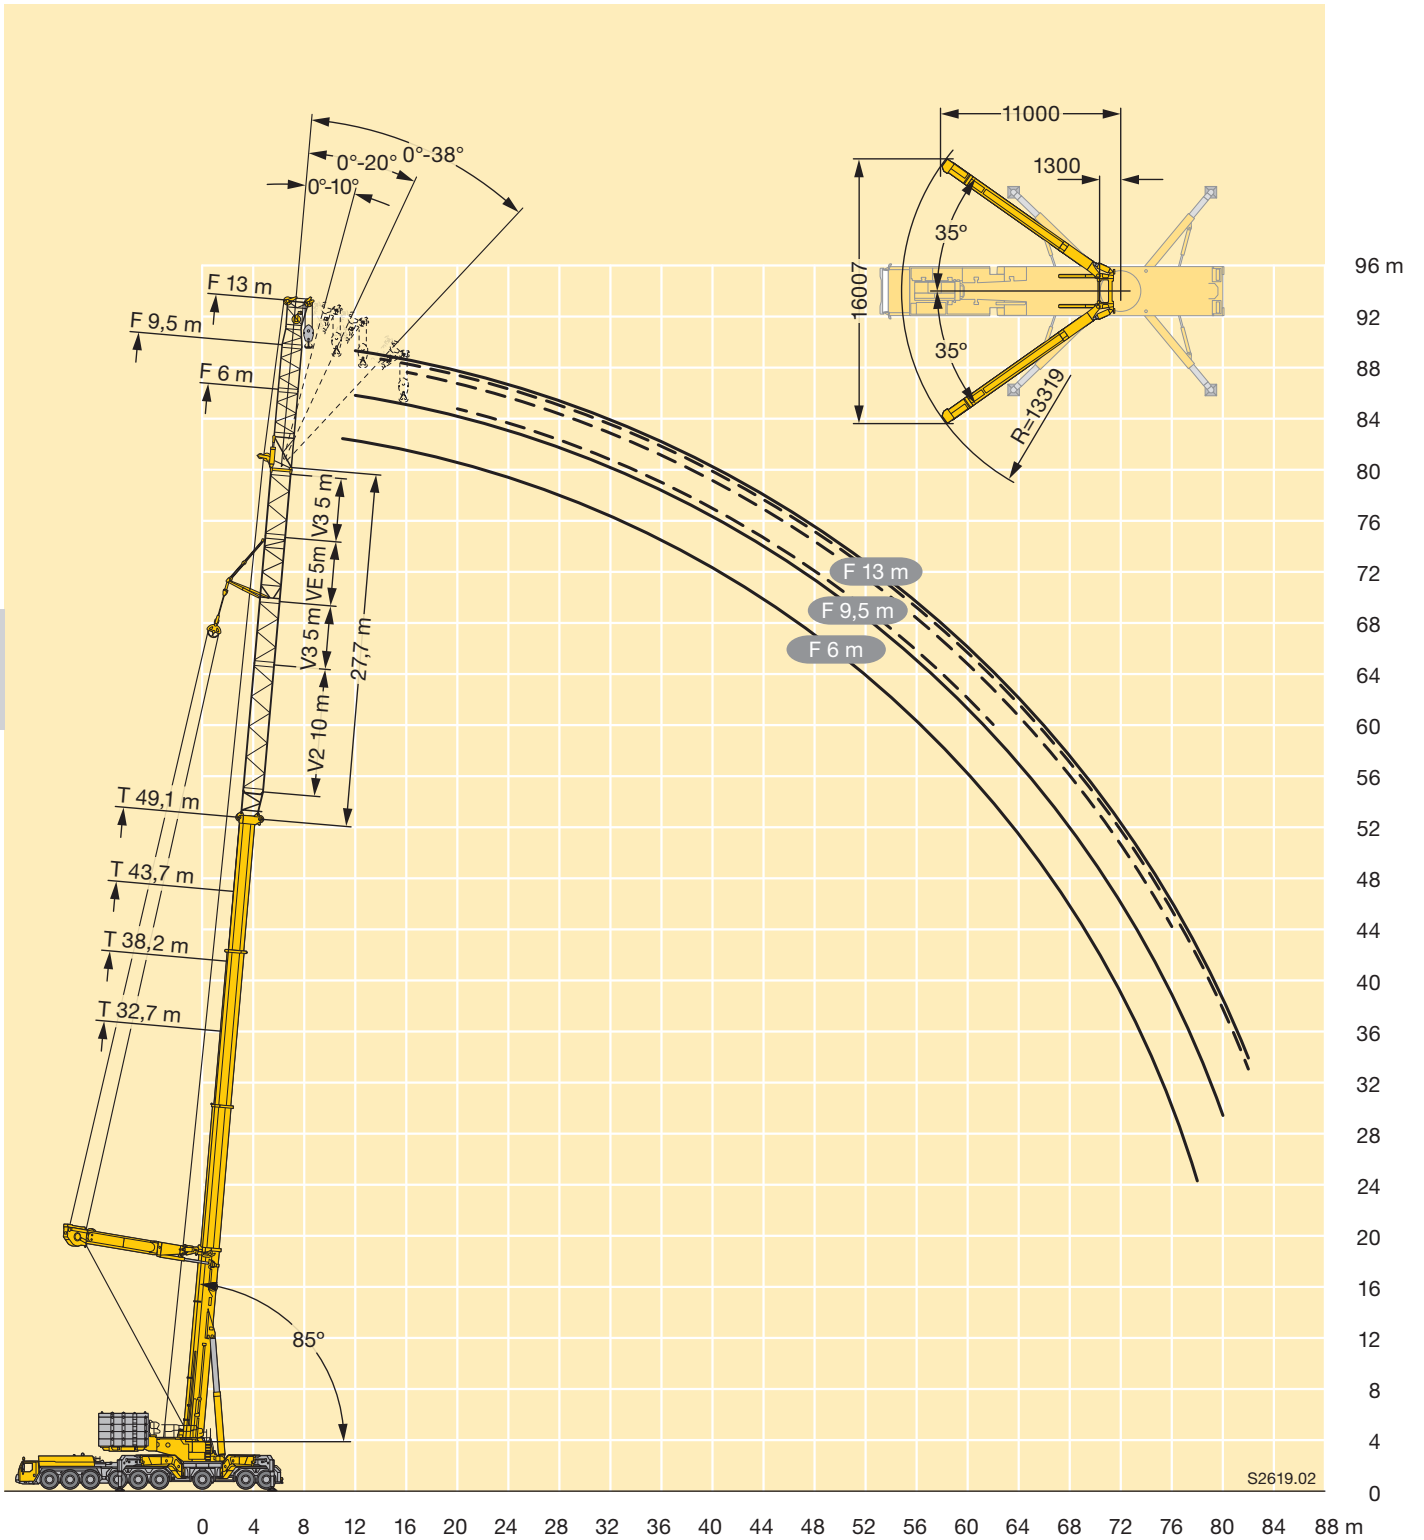 11000
1300
0°-38°
0°-20°
0°-10°
35°
16007
35°
R=13319
F 13 m
F 9,5 m
F 6 m
V3 5 m
VE 5m
V3 5 m
V2 10 m
27,7 m
T 49,1 m
T 43,7 m
T 38,2 m
T 32,7 m
85°
F 13 m
F 9,5 m
F 6 m
96 m
92
88
84
80
76
72
68
64
60
56
52
48
44
40
36
32
28
24
20
16
12
8
4
0
S2619.02
0 4 8 12 16 20 24 28 32 36 40 44 48 52 56 60 64 68 72 76 80 84 88 m